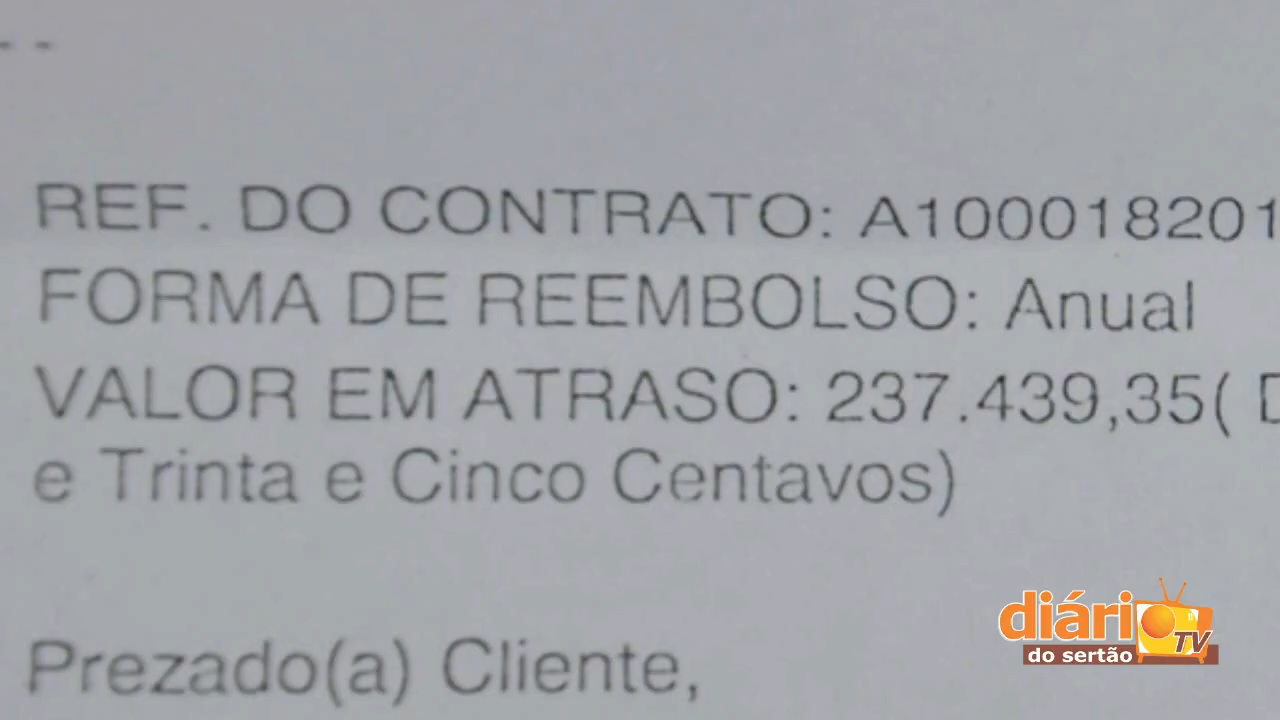 --
REF. DO CONTRATO: A100018201
FORMA DE REEMBOLSO: Anual
VALOR EM ATRASO: 237.439,35( D
e Trinta e Cinco Centavos)
Prezado(a) Cliente,
diário TV
do sertão